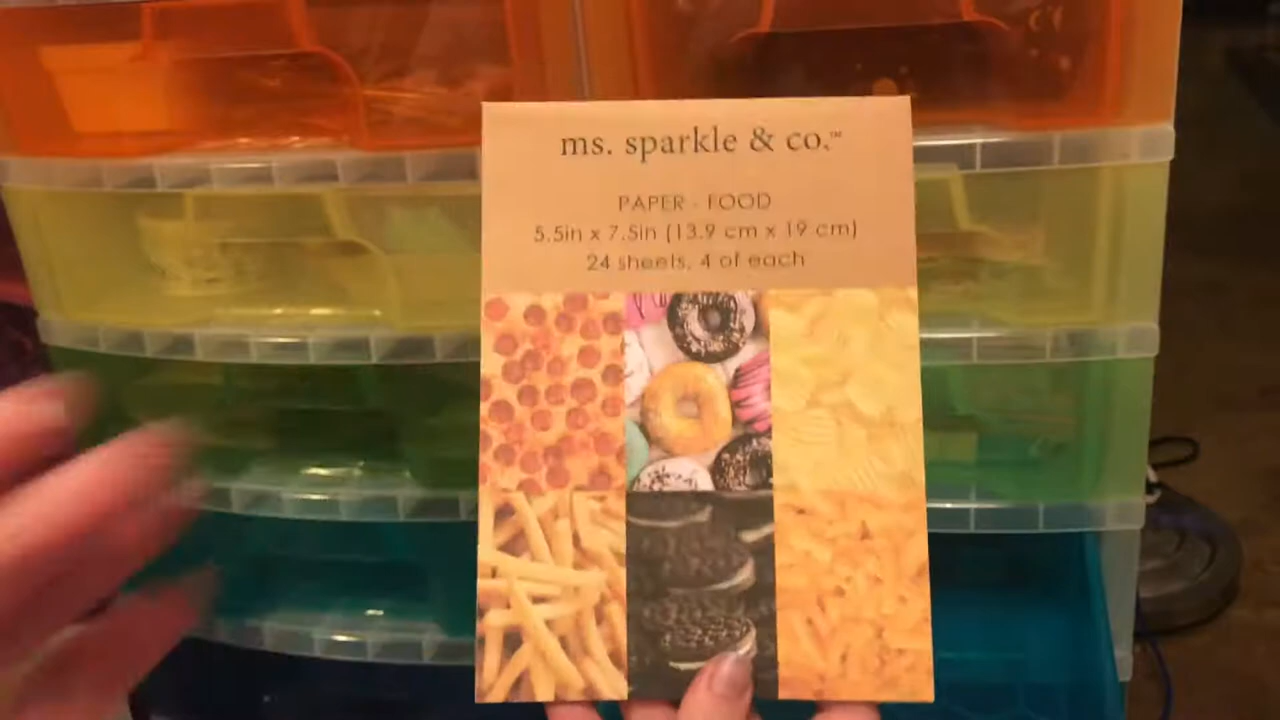 ms. sparkle & co.™
PAPER - FOOD
5.5in x 7.5in (13.9 cm x 19 cm)
24 sheets, 4 of each